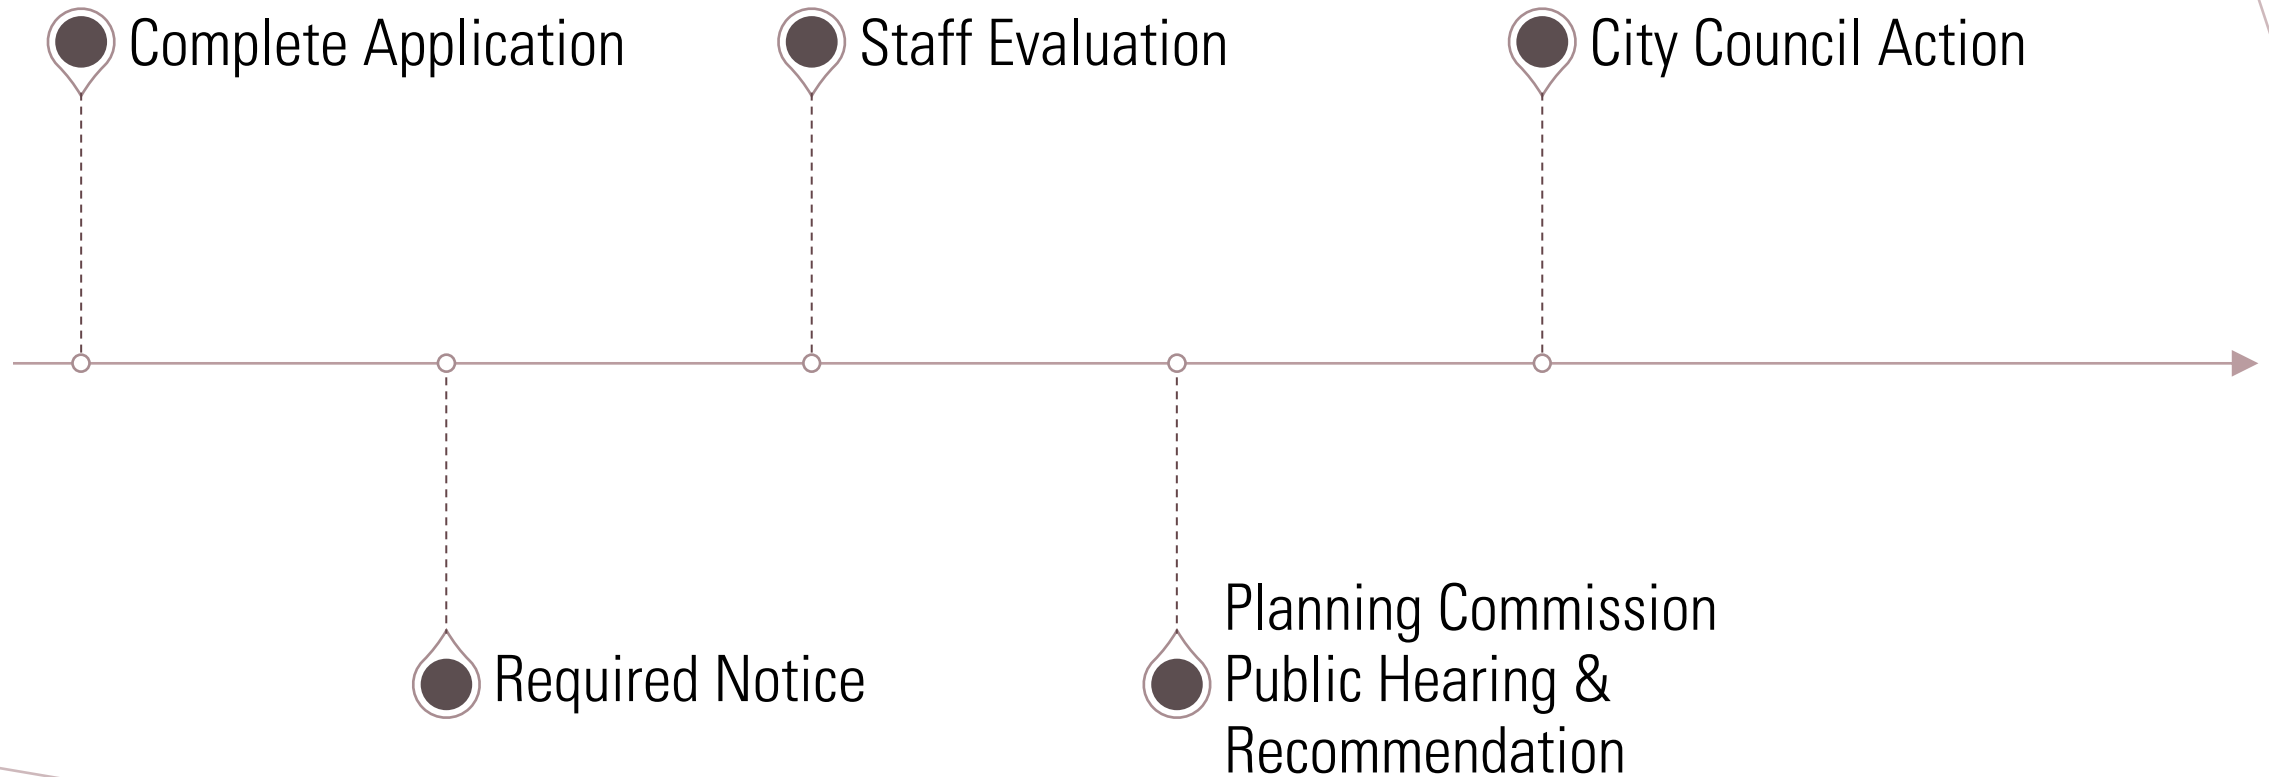 Complete Application
Staff Evaluation
City Council Action
Required Notice
Planning Commission
Public Hearing &
Recommendation